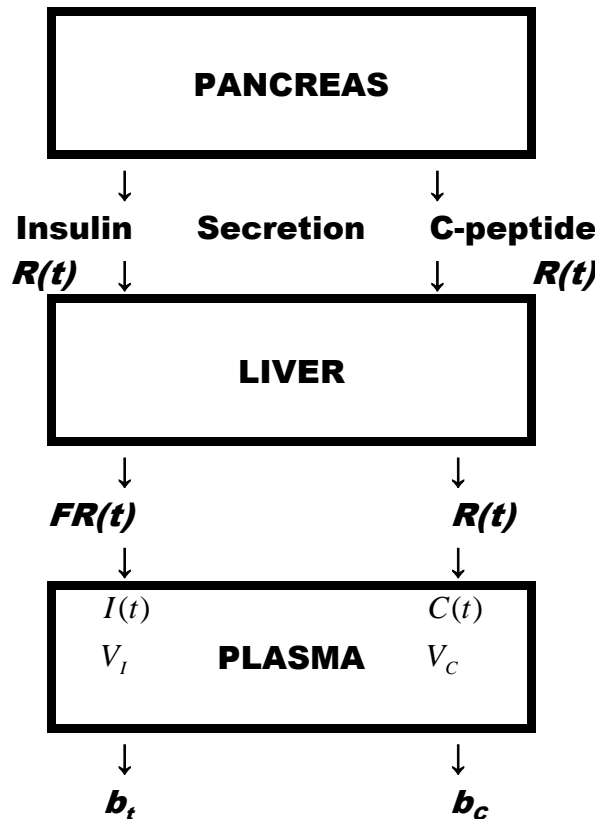 PANCREAS
Insulin Secretion C-peptide
R(t) R(t)
LIVER
FR(t) R(t)
I(t) C(t)
V_I PLASMA V_C
b_t b_c